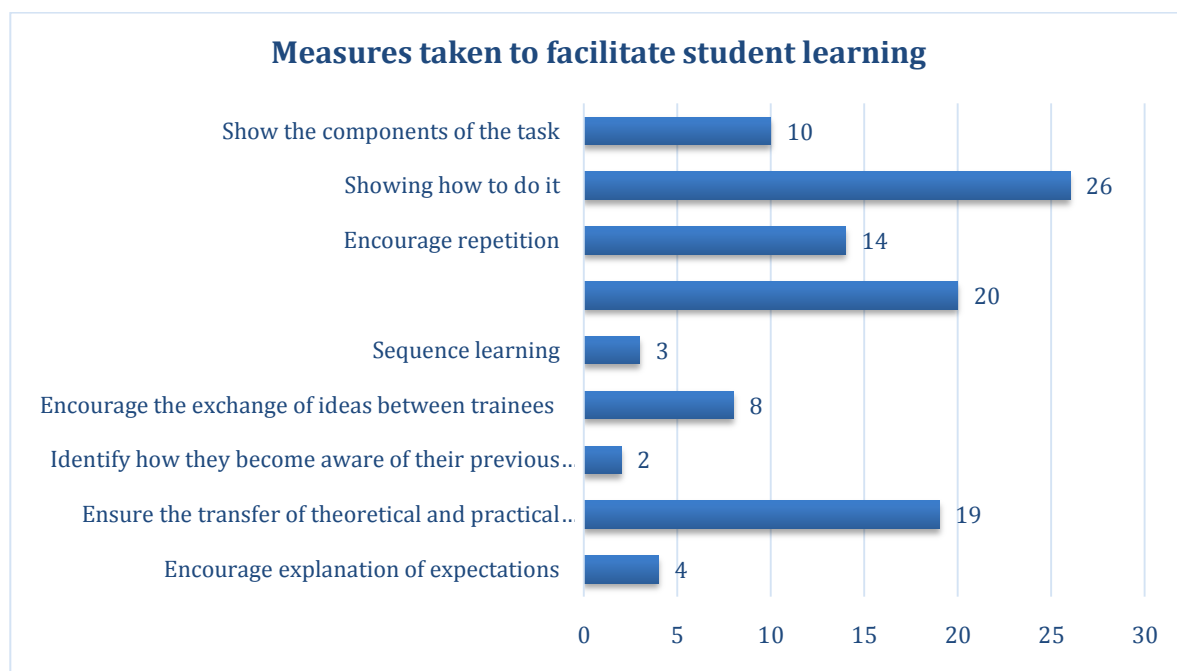 Measures taken to facilitate student learning
Show the components of the task 10
Showing how to do it 26
Encourage repetition 14
20
Sequence learning 3
Encourage the exchange of ideas between trainees 8
Identify how they become aware of their previous… 2
Ensure the transfer of theoretical and practical… 19
Encourage explanation of expectations 4
0 5 10 15 20 25 30